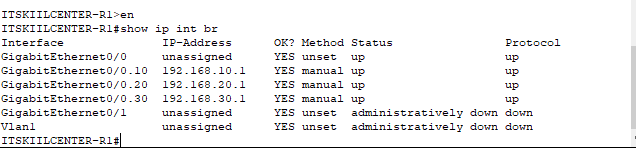 ITSKIILCENTER-R1>en
ITSKIILCENTER-R1#show ip int br
Interface IP-Address OK? Method Status Protocol
GigabitEthernet0/0 unassigned YES unset up up
GigabitEthernet0/0.10 192.168.10.1 YES manual up up
GigabitEthernet0/0.20 192.168.20.1 YES manual up up
GigabitEthernet0/0.30 192.168.30.1 YES manual up up
GigabitEthernet0/1 unassigned YES unset administratively down down
Vlan1 unassigned YES unset administratively down down
ITSKIILCENTER-R1#